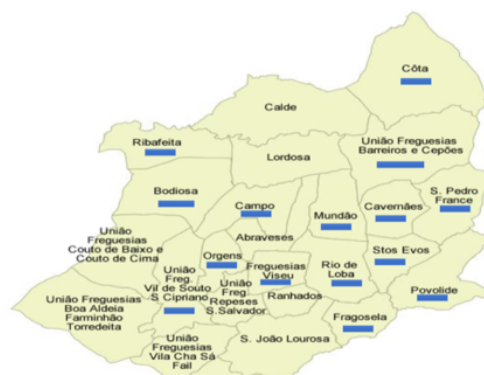 Côta
Calde
União Freguesias
Barreiros e Cepões
Ribafeita
Lordosa
S. Pedro
France
Bodiosa
Campo
Mundão
Cavernães
União
Freguesias
Couto de Baixo e
Couto de Cima
Abraveses
Orgens
União
Freg.
Vil de Souto
S Cipriano
Freguesias
Viseu
Rio de
Loba
Stos Evos
União
Freg.
Repeses
S.Salvador
Ranhados
Povolide
União Freguesias
Boa Aldeia
Farminhão
Torredeita
Fragosela
União
Freguesias
Vila Cha Sá
Fail
S. João Lourosa